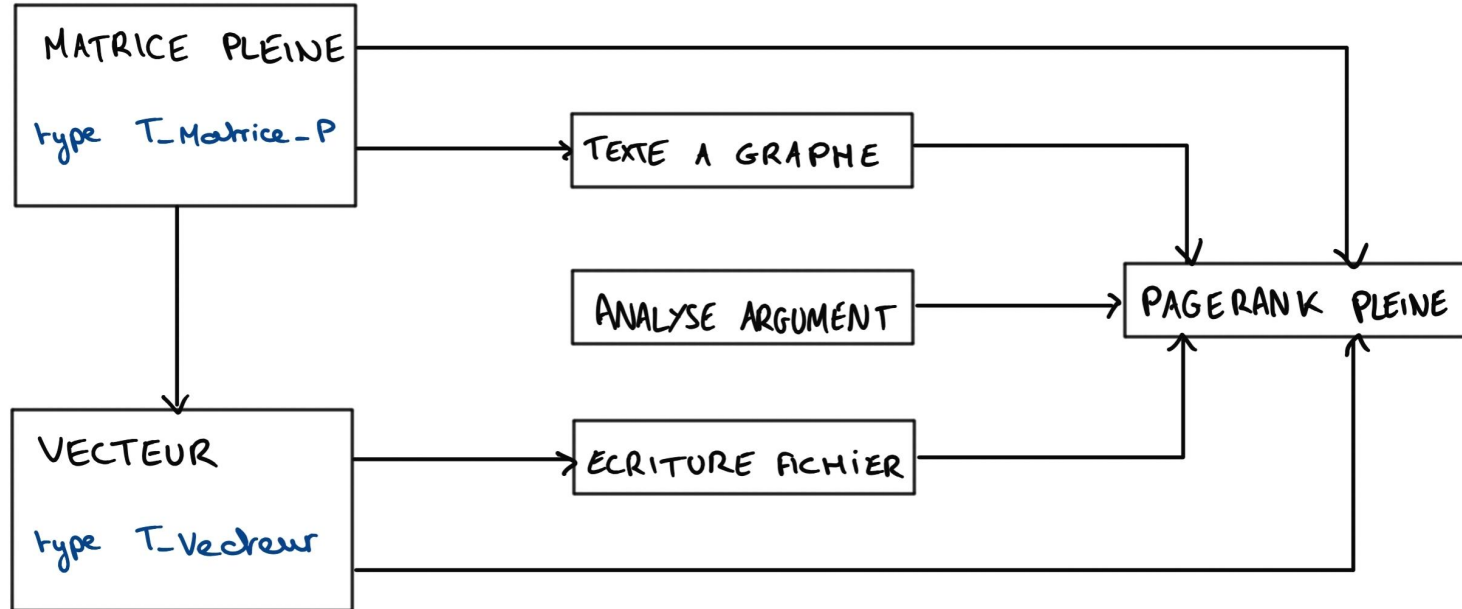 MATRICE PLEINE
type T_Matrice_P
TEXTE A GRAPHE
ANALYSE ARGUMENT
PAGERANK PLEINE
VECTEUR
type T_Vecteur
ECRITURE FICHIER